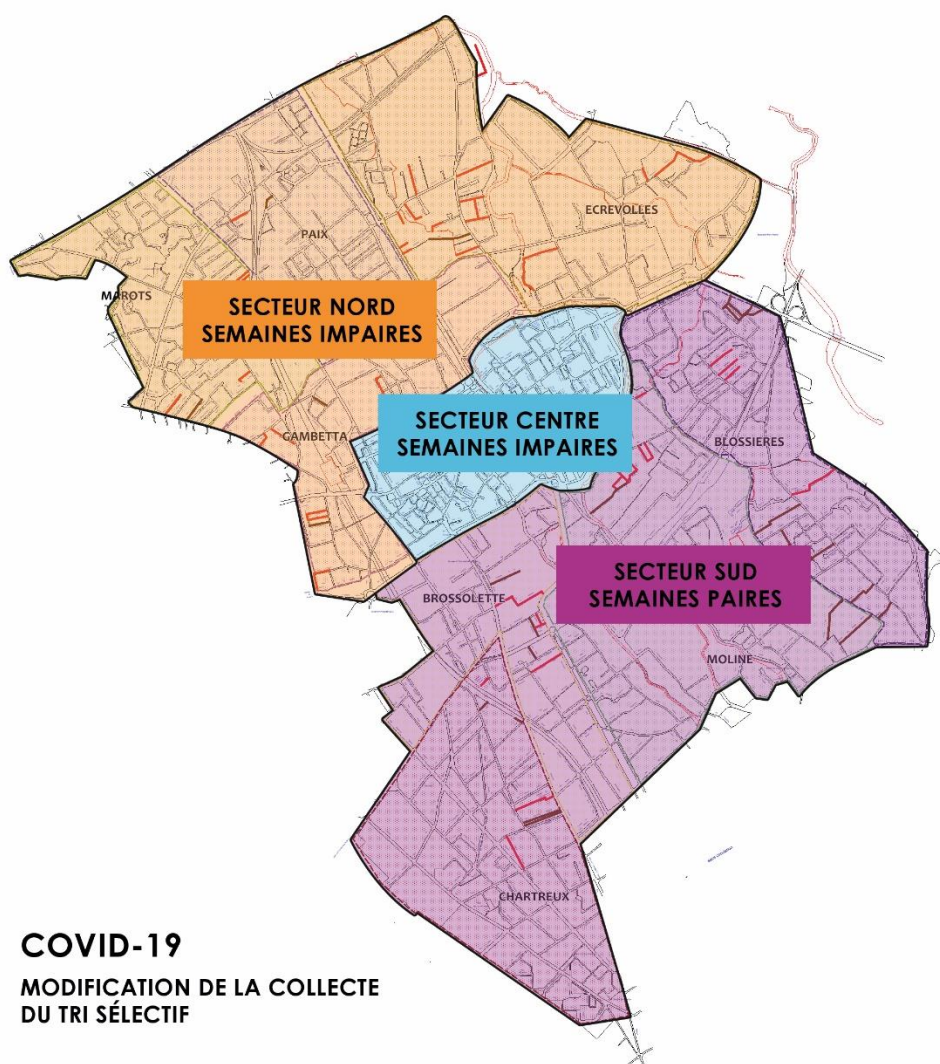 ECREVOLLES
PAIX
MAROTS
SECTEUR NORD
SEMAINES IMPAIRES
SECTEUR CENTRE
SEMAINES IMPAIRES
GAMBETTA
BLOSSIERES
SECTEUR SUD
SEMAINES PAIRES
BROSSOLETTE
MOLINE
CHARTREUX
COVID-19
MODIFICATION DE LA COLLECTE
DU TRI SÉLECTIF